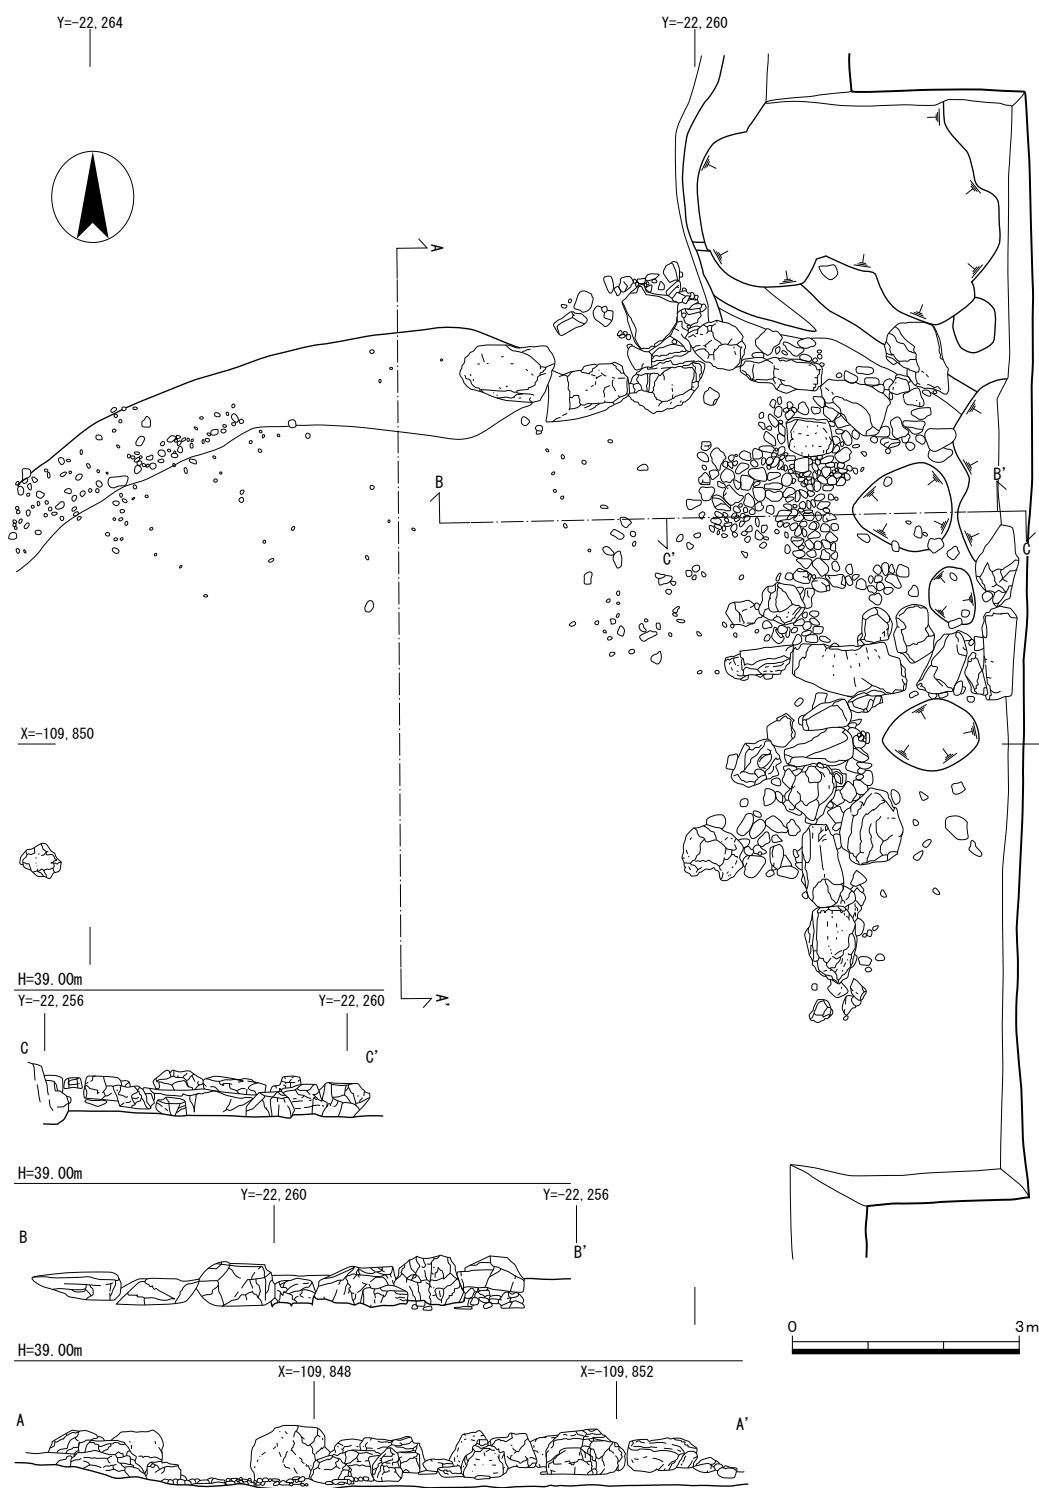 Y=-22, 264
Y=-22, 260
A
B
B'
C'
C
X=-109, 850
A'
H=39.00m
Y=-22, 256
Y=-22, 260
C
C'
H=39.00m
Y=-22, 260
Y=-22, 256
B
B'
0
3m
H=39.00m
X=-109, 848
X=-109, 852
A
A'